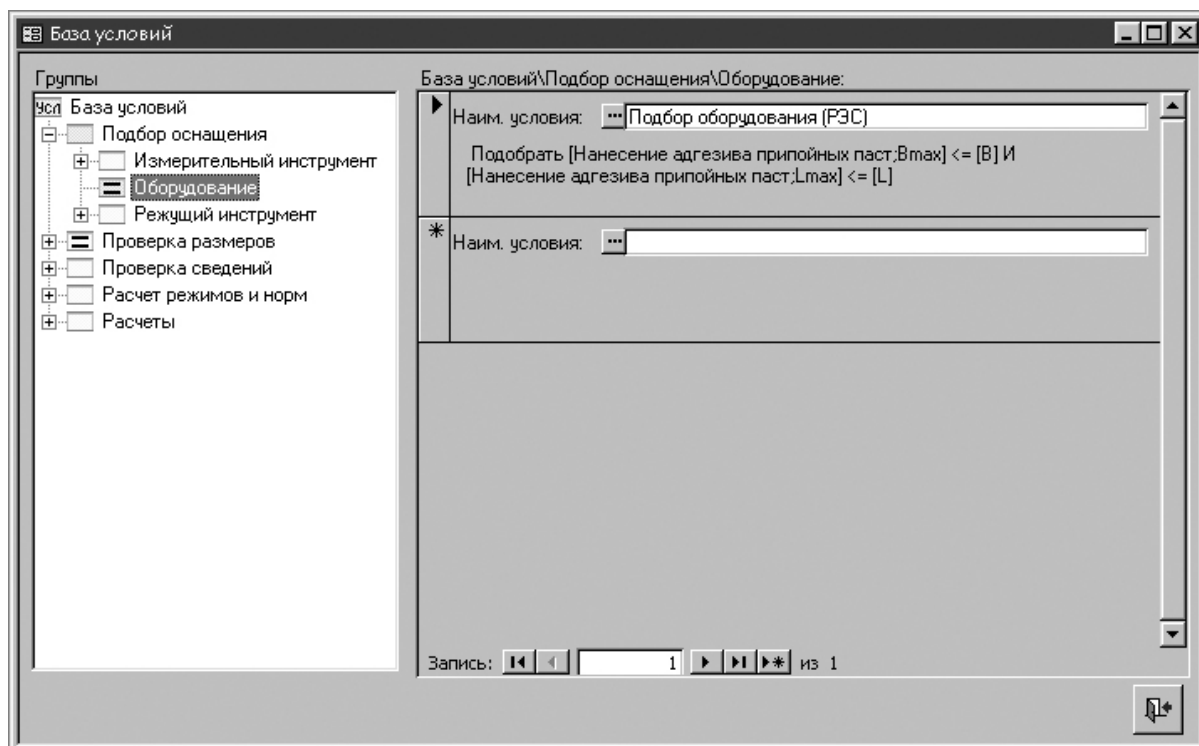 База условий
Группы
Усл База условий
Подбор оснащения
Измерительный инструмент
Оборудование
Режущий инструмент
Проверка размеров
Проверка сведений
Расчет режимов и норм
Расчеты
База условий\Подбор оснащения\Оборудование:
Наим. условия: ... Подбор оборудования (РЭС)
Подобрать [Нанесение адгезива припойных паст;Bmax] <= [B] И
[Нанесение адгезива припойных паст;Lmax] <= [L]
Наим. условия: ...
Запись: 1 из 1